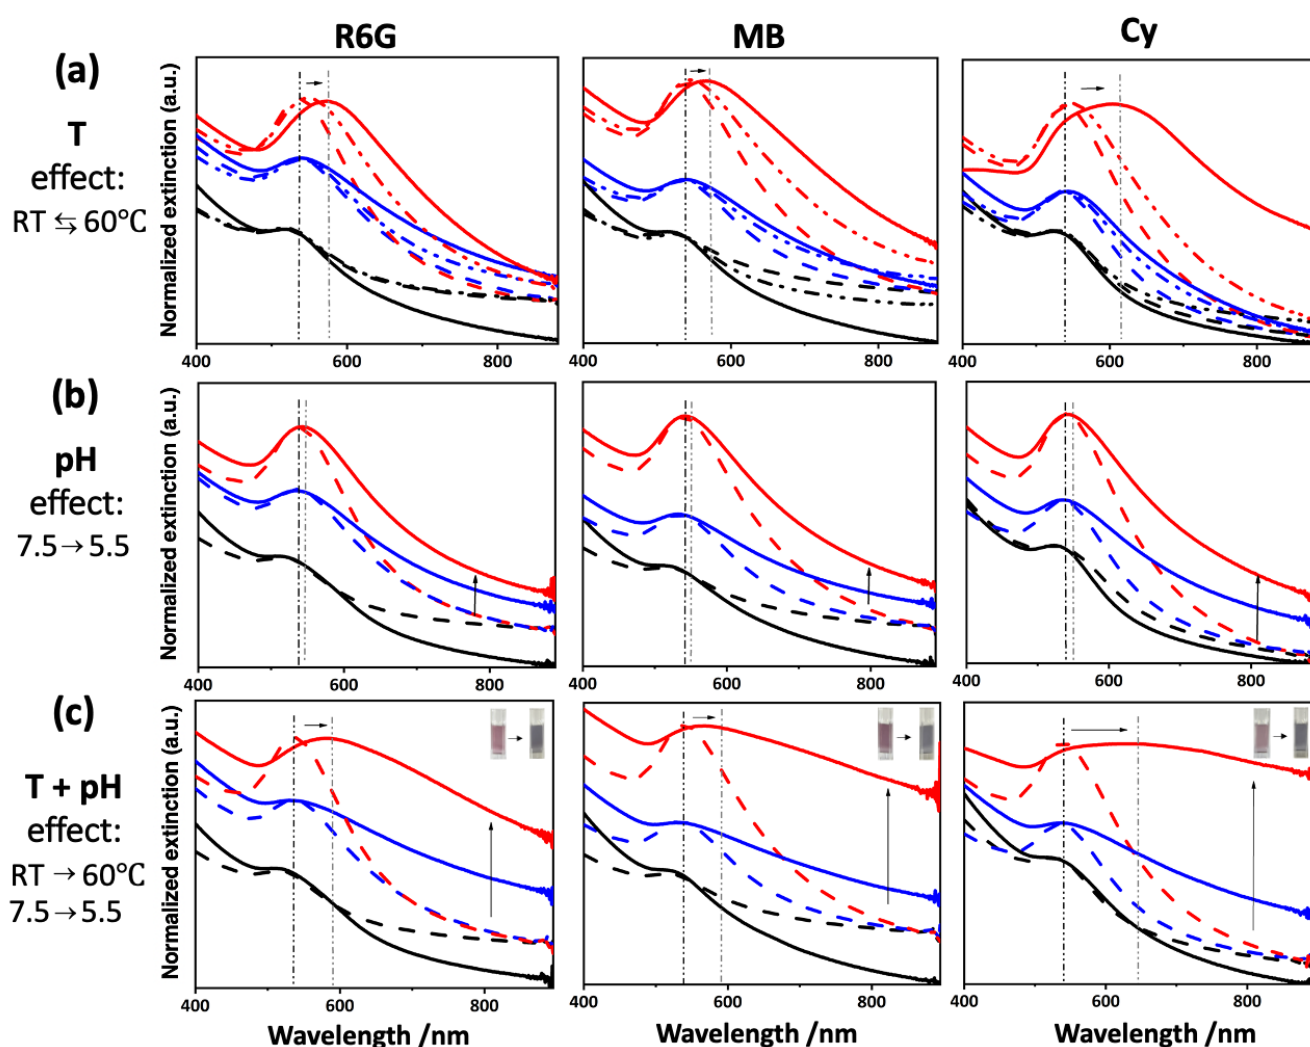 R6G MB Cy
(a)
T
effect:
RT ⇆ 60°C
Normalized extinction (a.u.)
400 600 800 400 600 800 400 600 800
(b)
pH
effect:
7.5→5.5
Normalized extinction (a.u.)
400 600 800 400 600 800 400 600 800
(c)
T + pH
effect:
RT → 60°C
7.5→5.5
Normalized extinction (a.u.)
400 600 800 400 600 800 400 600 800
Wavelength /nm Wavelength /nm Wavelength /nm